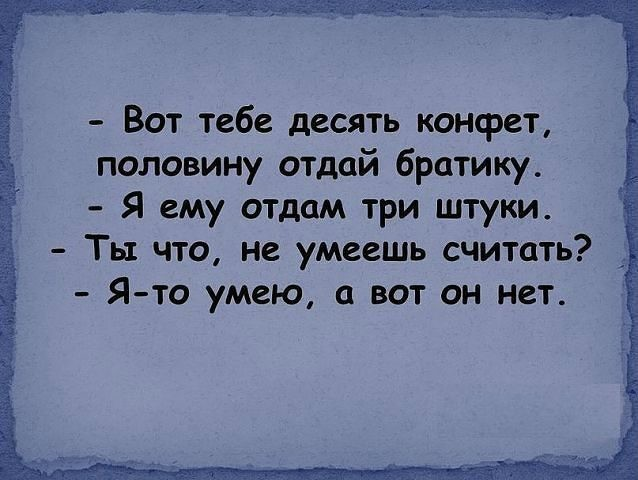 - Вот тебе десять конфет,
половину отдай братику.
- Я ему отдам три штуки.
- Ты что, не умеешь считать?
- Я-то умею, а вот он нет.